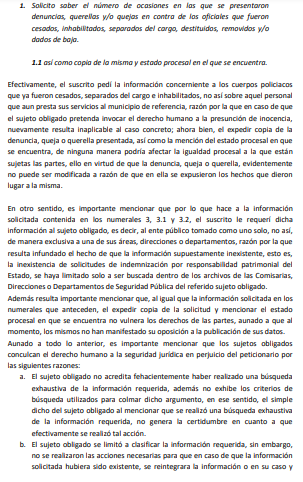 1. Solicito saber el número de ocasiones en las que se presentaron
denuncias, querellas y/o quejas en contra de los oficiales que fueron
cesados, inhabilitados, separados del cargo, destituidos, removidos y/o
dados de baja.
1.1 así como copia de la misma y estado procesal en el que se encuentra.
Efectivamente, el suscrito pedí la información concerniente a los cuerpos policiacos
que ya fueron cesados, separados del cargo e inhabilitados, no así sobre aquel personal
que aun presta sus servicios al municipio de referencia, razón por la que en caso de que
el sujeto obligado pretenda invocar el derecho humano a la presunción de inocencia,
nuevamente resulta inaplicable al caso concreto; ahora bien, el expedir copia de la
denuncia, queja o querella presentada, así como la mención del estado procesal en que
se encuentra, de ninguna manera podría afectar la igualdad procesal a la que están
sujetas las partes, ello en virtud de que la denuncia, queja o querella, evidentemente
no puede ser modificada a razón de que en ella se expusieron los hechos que dieron
lugar a la misma.
En otro sentido, es importante mencionar que por lo que hace a la información
solicitada contenida en los numerales 3, 3.1 y 3.2, el suscrito le requerí dicha
información al sujeto obligado, es decir, al ente público tomado como uno solo, no así,
de manera exclusiva a una de sus áreas, direcciones o departamentos, razón por la que
resulta infundado el hecho de que la información supuestamente inexistente, esto es,
la inexistencia de solicitudes de indemnización por responsabilidad patrimonial del
Estado, se haya limitado solo a ser buscada dentro de los archivos de las Comisarias,
Direcciones o Departamentos de Seguridad Pública del referido sujeto obligado.
Además resulta importante mencionar que, al igual que la información solicitada en los
numerales que anteceden, el expedir copia de la solicitud y mencionar el estado
procesal en que se encuentra no vulnera los derechos de las partes, aunado a que al
momento, los mismos no han manifestado su oposición a la publicación de sus datos.
Aunado a todo lo anterior, es importante mencionar que los sujetos obligados
conculcan el derecho humano a la seguridad jurídica en perjuicio del peticionario por
las siguientes razones:
a. El sujeto obligado no acredita fehacientemente haber realizado una búsqueda
exhaustiva de la información requerida, además no exhibe los criterios de
búsqueda utilizados para colmar dicho argumento, en ese sentido, el simple
dicho del sujeto obligado al mencionar que se realizó una búsqueda exhaustiva
de la información requerida, no genera la certidumbre en cuanto a que
efectivamente se realizó tal acción.
b. El sujeto obligado se limitó a clasificar la información requerida, sin embargo,
no se realizaron las acciones necesarias para que en caso de que la información
solicitada hubiera sido existente, se reintegrara la información o en su caso y